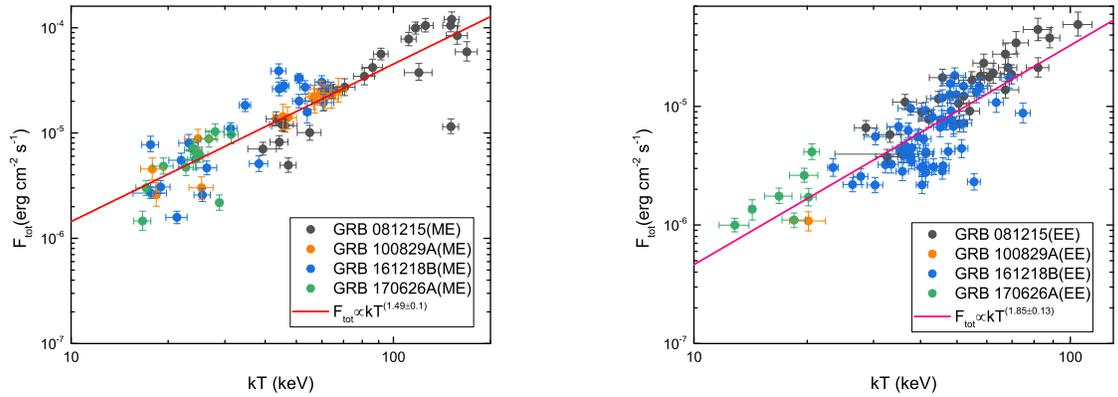 10⁻⁴
10⁻⁵
10⁻⁶
10⁻⁷
F_tot(erg cm⁻² s⁻¹)
GRB 081215(ME)
GRB 100829A(ME)
GRB 161218B(ME)
GRB 170626A(ME)
F_tot∝kT^(1.49±0.1)
10
100
kT (keV)
10⁻⁵
10⁻⁶
10⁻⁷
F_tot(erg cm⁻² s⁻¹)
GRB 081215(EE)
GRB 100829A(EE)
GRB 161218B(EE)
GRB 170626A(EE)
F_tot∝kT^(1.85±0.13)
10
100
kT (keV)